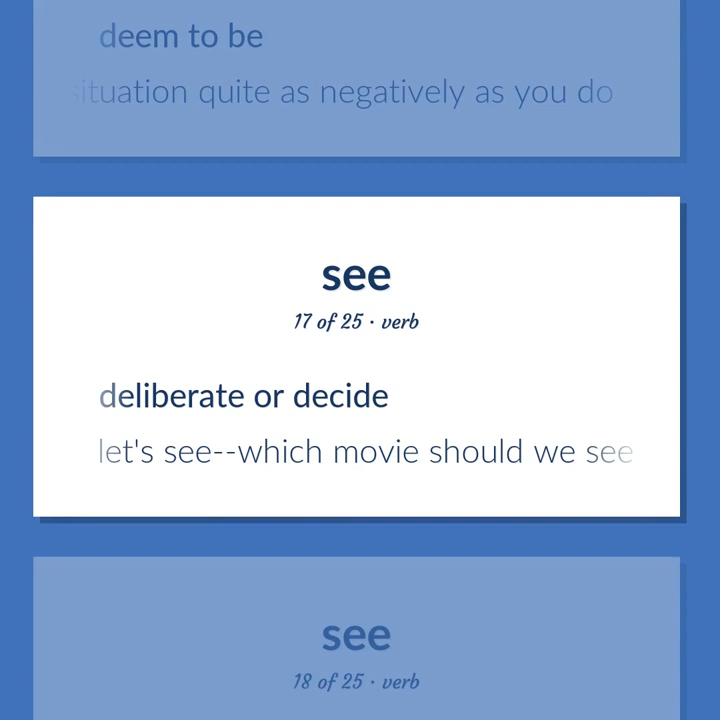 deem to be
situation quite as negatively as you do
see
17 of 25 · verb
deliberate or decide
let's see--which movie should we see
see
18 of 25 · verb